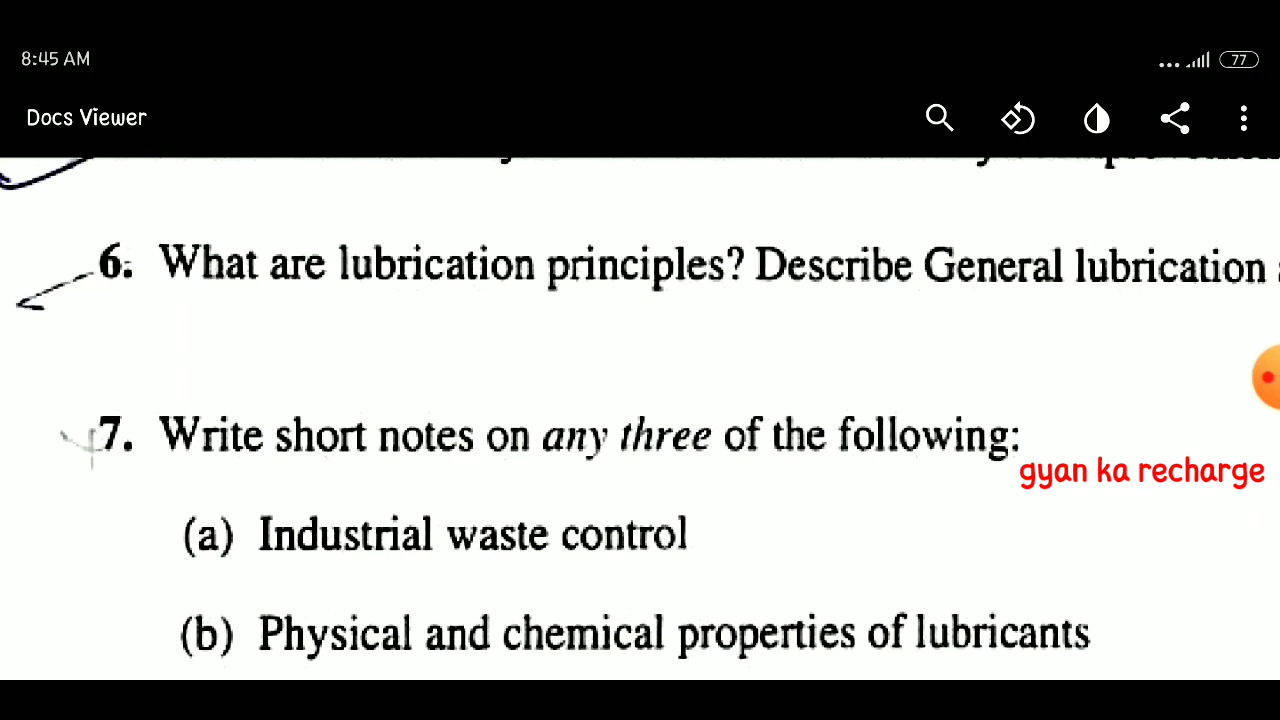 8:45 AM
77
Docs Viewer
6. What are lubrication principles? Describe General lubrication
7. Write short notes on any three of the following:
gyan ka recharge
(a) Industrial waste control
(b) Physical and chemical properties of lubricants